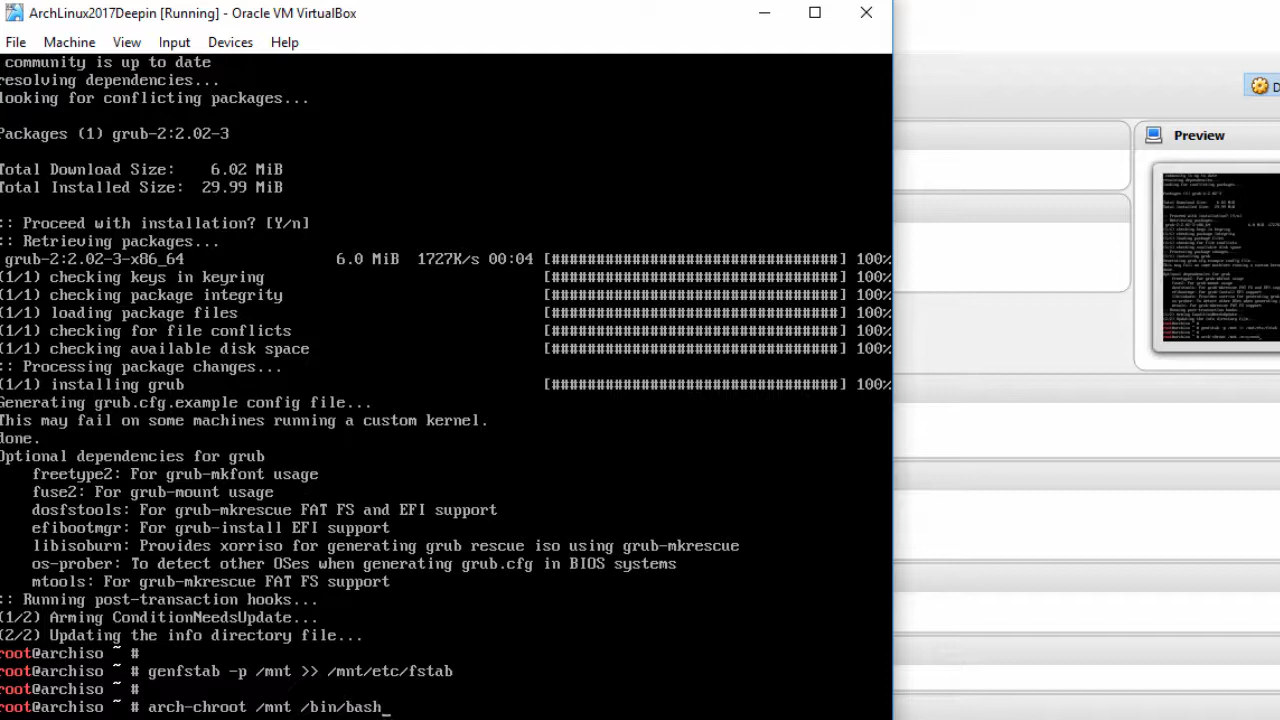 ArchLinux2017Deepin [Running] - Oracle VM VirtualBox
File Machine View Input Devices Help
community is up to date
resolving dependencies...
looking for conflicting packages...
Packages (1) grub-2:2.02-3
Total Download Size: 6.02 MiB
Total Installed Size: 29.99 MiB
:: Proceed with installation? [Y/n]
:: Retrieving packages...
grub-2:2.02-3-x86_64 6.0 MiB 1727K/s [################################] 100%
(1/1) checking keys in keyring [################################] 100%
(1/1) checking package integrity [################################] 100%
(1/1) loading package files [################################] 100%
(1/1) checking for file conflicts [################################] 100%
(1/1) checking available disk space [################################] 100%
:: Processing package changes...
(1/1) installing grub [################################] 100%
Generating grub.cfg.example config file...
This may fail on some machines running a custom kernel.
done.
Optional dependencies for grub
freetype2: For grub-mkfont usage
fuse2: For grub-mount usage
dosfstools: For grub-mkrescue FAT FS and EFI support
efibootmgr: For grub-install EFI support
libisoburn: Provides xorriso for generating grub rescue iso using grub-mkrescue
os-prober: To detect other OSes when generating grub.cfg in BIOS systems
mtools: For grub-mkrescue FAT FS support
:: Running post-transaction hooks...
(1/2) Arming ConditionNeedsUpdate...
(2/2) Updating the info directory file...
root@archiso ~ #
root@archiso ~ # genfstab -p /mnt >> /mnt/etc/fstab
root@archiso ~ #
root@archiso ~ # arch-chroot /mnt /bin/bash_
D
Preview